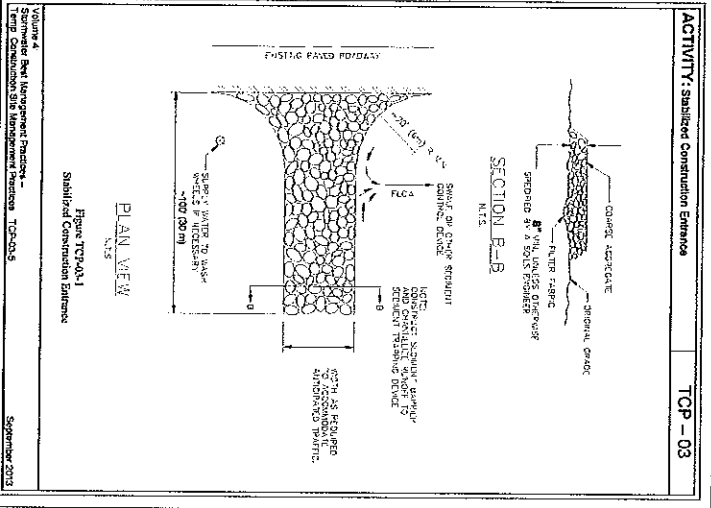 ACTIVITY: Stabilized Construction Entrance
TCP – 03
COARSE AGGREGATE
ORIGINAL GRADE
FILTER FABRIC
8" MIN. UNLESS OTHERWISE
SPECIFIED BY A SOILS ENGINEER
SECTION B-B
N.T.S.
SWALE OR OTHER SEDIMENT
CONTROL DEVICE
NOTE:
CONSTRUCT SEDIMENT BARRIER
AND CHANNELIZE RUNOFF TO
SEDIMENT TRAPPING DEVICE
~20' (6m) R
EXISTING PAVED ROADWAY
B
B
WIDTH AS REQUIRED
TO ACCOMMODATE
ANTICIPATED TRAFFIC.
SUPPLY WATER TO WASH
WHEELS IF NECESSARY
~100' (30 m)
PLAN VIEW
N.T.S
Figure TCP-03-1
Stabilized Construction Entrance
Volume 4:
Stormwater Best Management Practices –
Temp Construction Site Management Practices TCP-03-5
September 2013